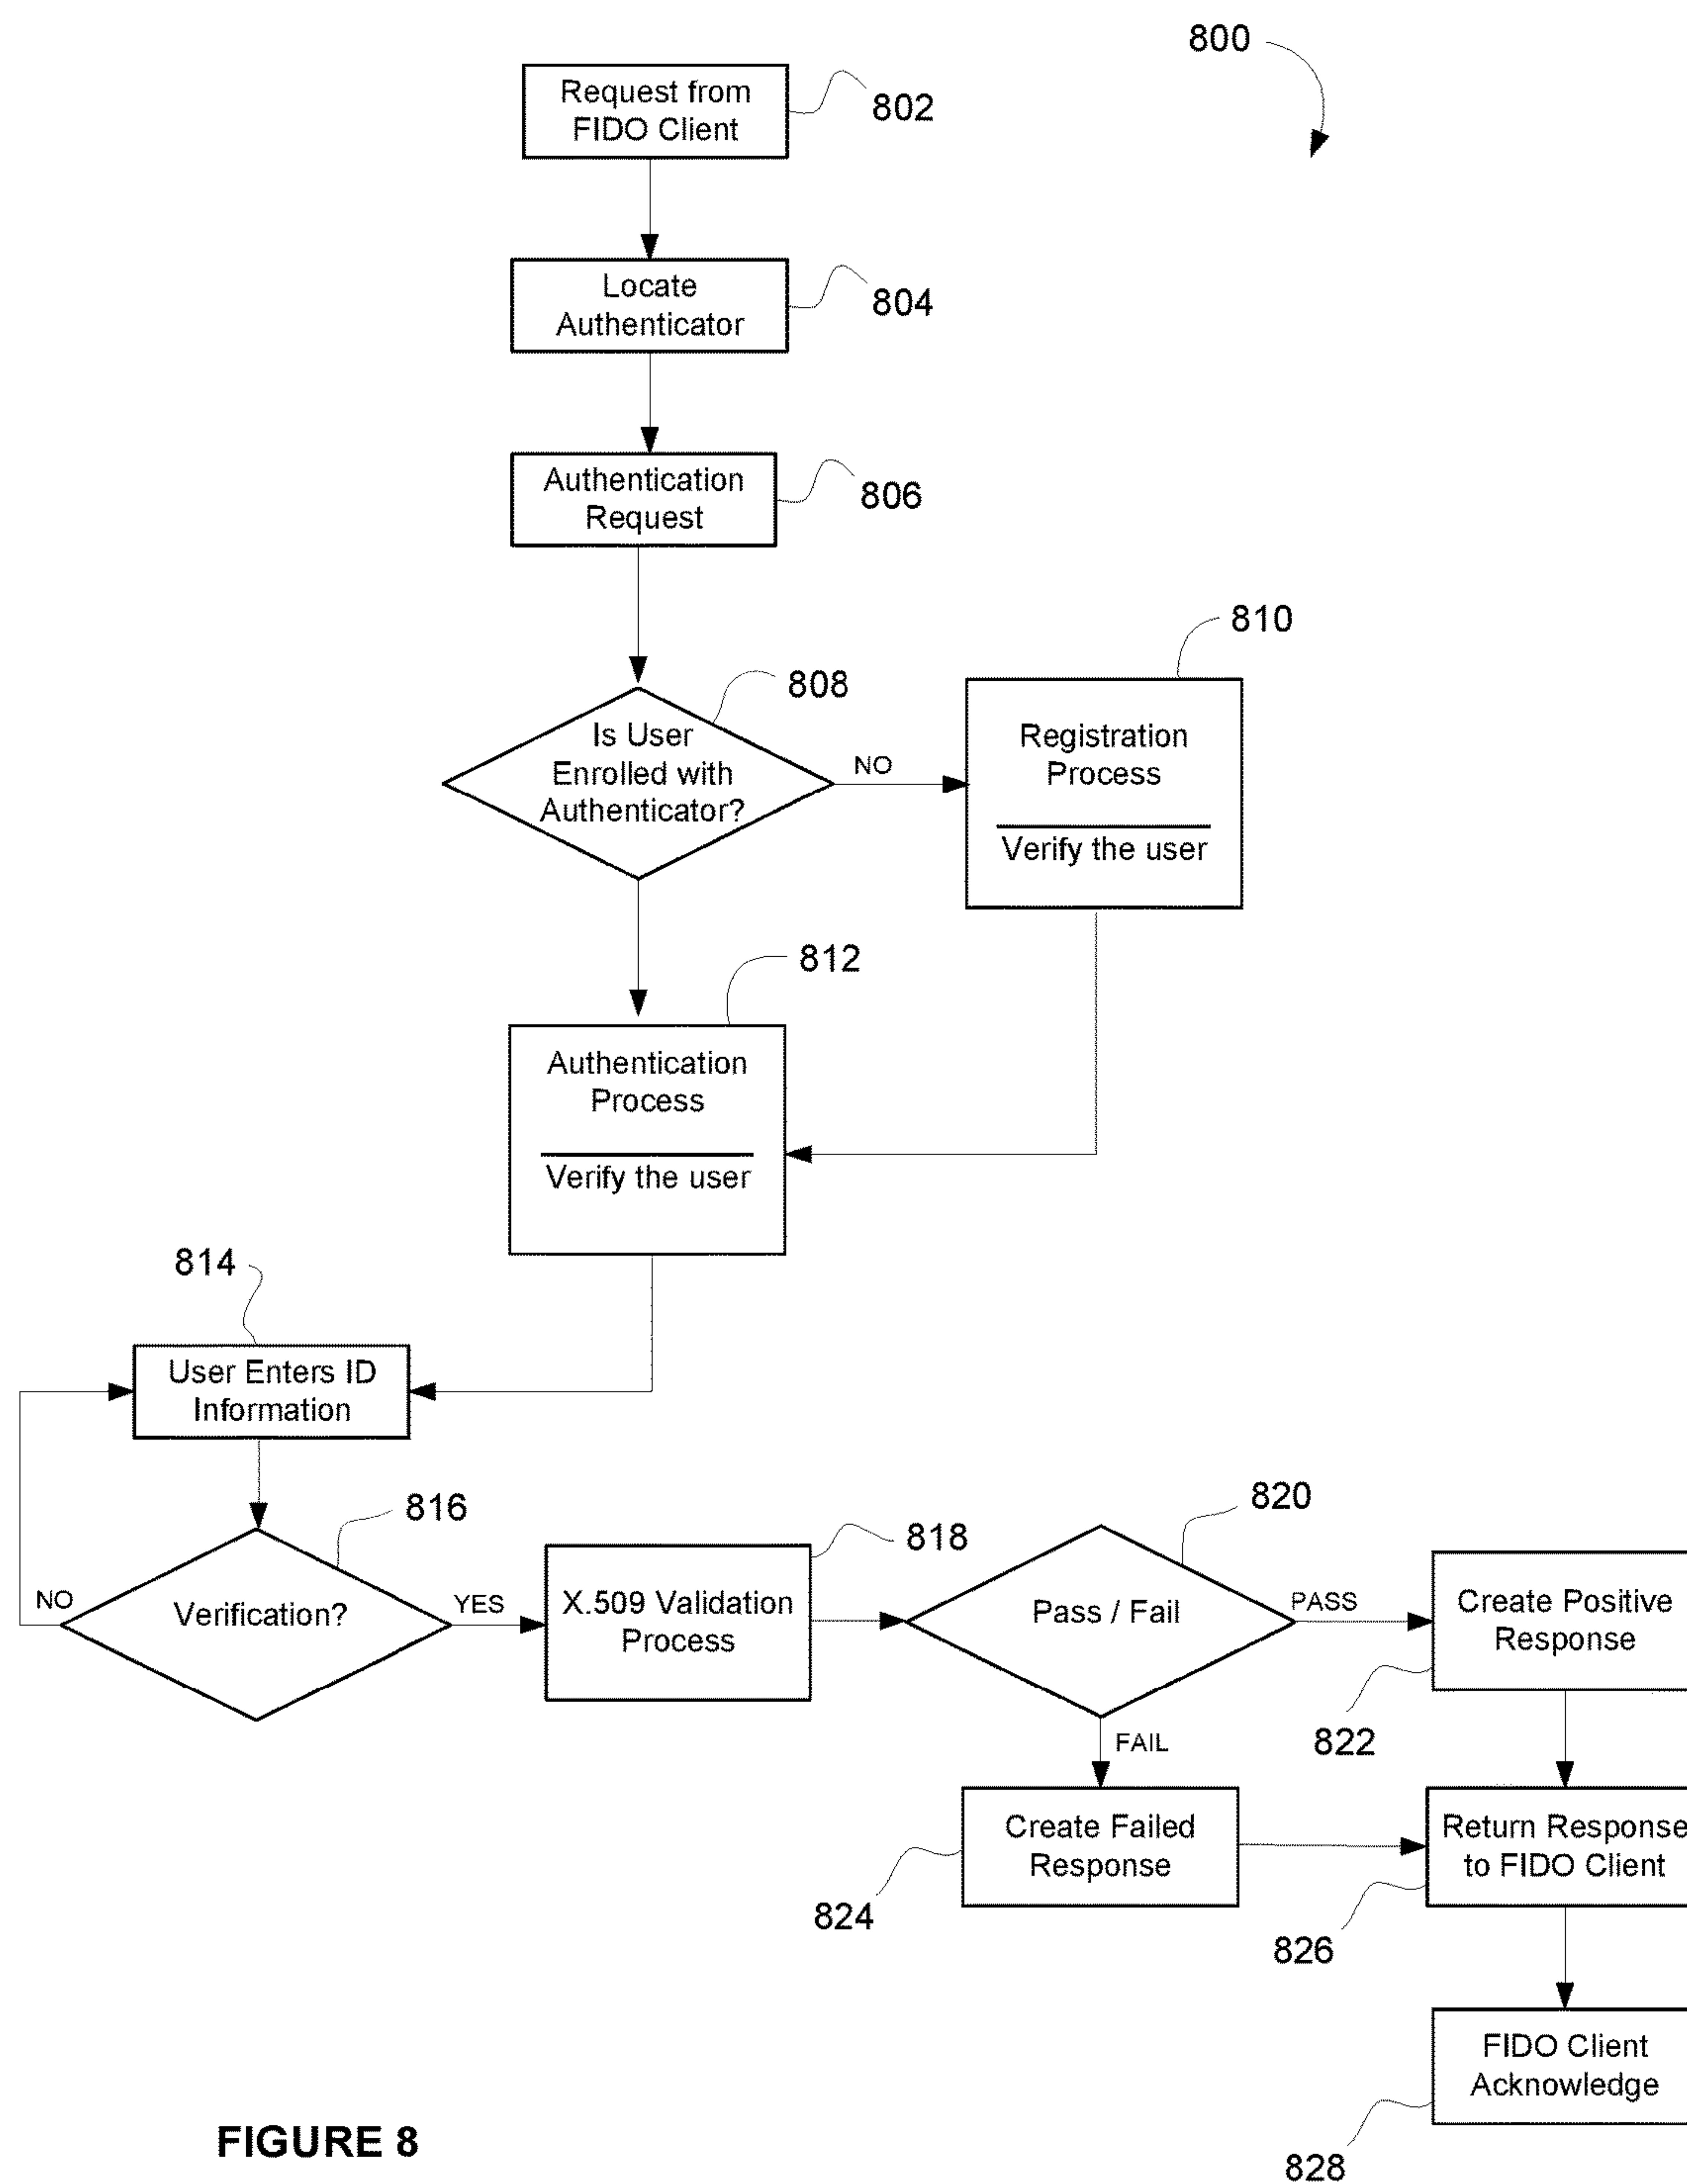 800
Request from
FIDO Client
802
Locate
Authenticator
804
Authentication
Request
806
810
808
Is User
Enrolled with
Authenticator?
NO
Registration
Process
Verify the user
812
Authentication
Process
Verify the user
814
User Enters ID
Information
816
Verification?
NO
YES
818
X.509 Validation
Process
820
Pass / Fail
PASS
FAIL
Create Positive
Response
822
Create Failed
Response
824
Return Response
to FIDO Client
826
FIDO Client
Acknowledge
828
FIGURE 8